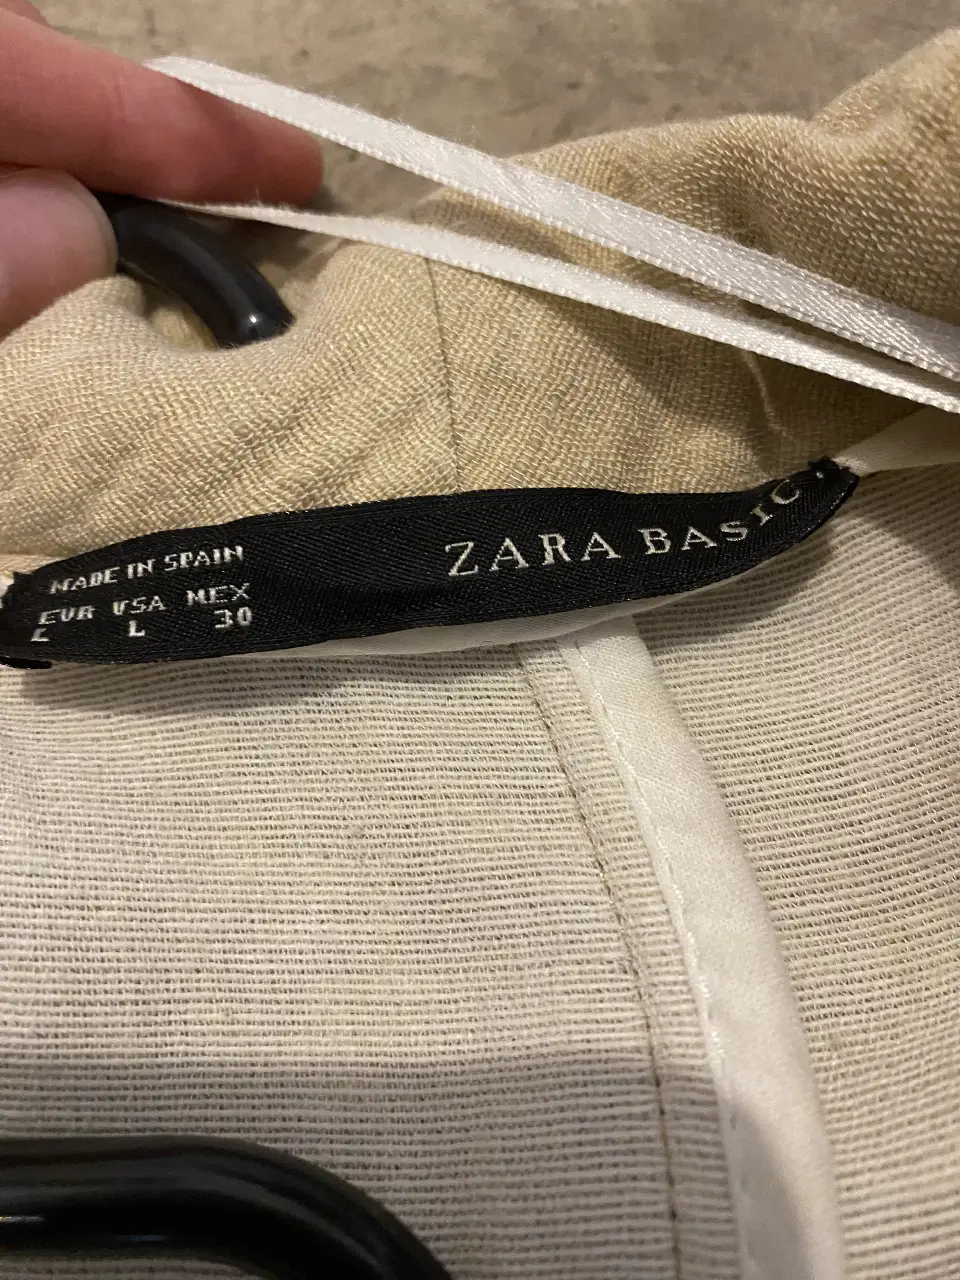 MADE IN SPAIN
EUR USA MEX
L L 30
ZARA BASIC